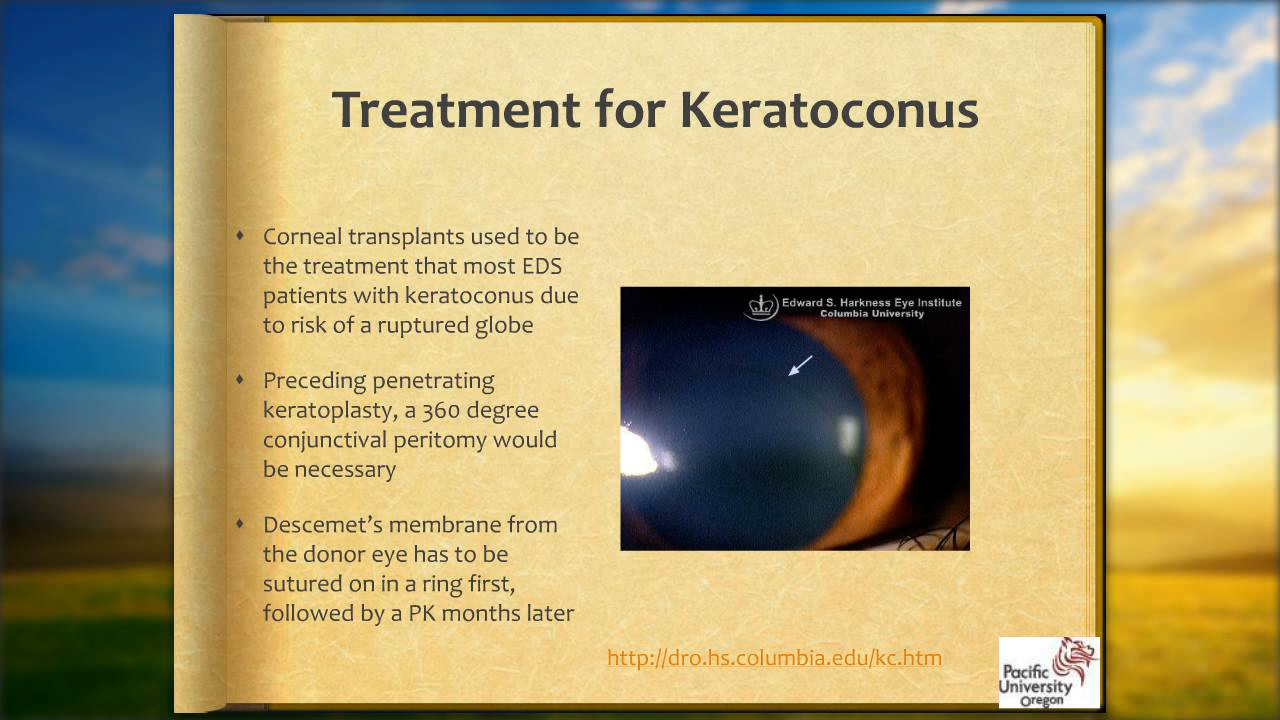 Treatment for Keratoconus
Corneal transplants used to be
the treatment that most EDS
patients with keratoconus due
to risk of a ruptured globe
Preceding penetrating
keratoplasty, a 360 degree
conjunctival peritomy would
be necessary
Descemet’s membrane from
the donor eye has to be
sutured on in a ring first,
followed by a PK months later
Edward S. Harkness Eye Institute
Columbia University
http://dro.hs.columbia.edu/kc.htm
Pacific
University
Oregon